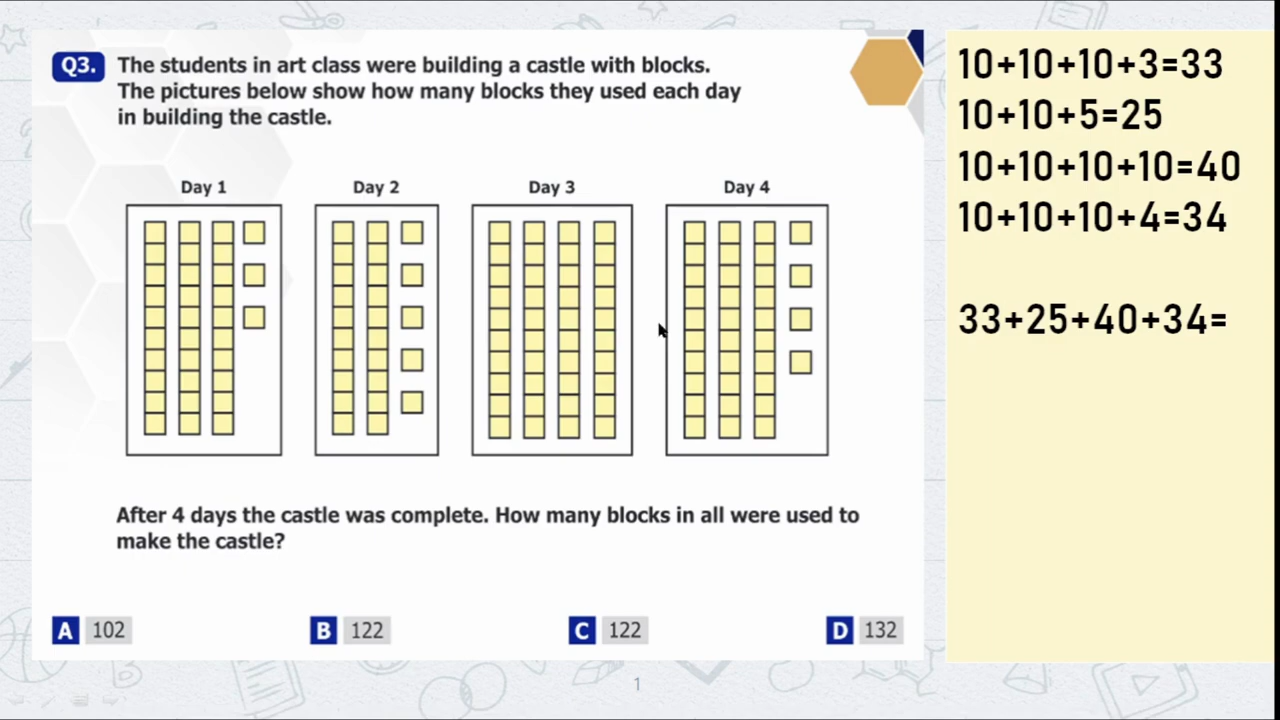 Q3. The students in art class were building a castle with blocks.
The pictures below show how many blocks they used each day
in building the castle.
Day 1 Day 2 Day 3 Day 4
After 4 days the castle was complete. How many blocks in all were used to
make the castle?
A 102 B 122 C 122 D 132
10+10+10+3=33
10+10+5=25
10+10+10+10=40
10+10+10+4=34
33+25+40+34=
1